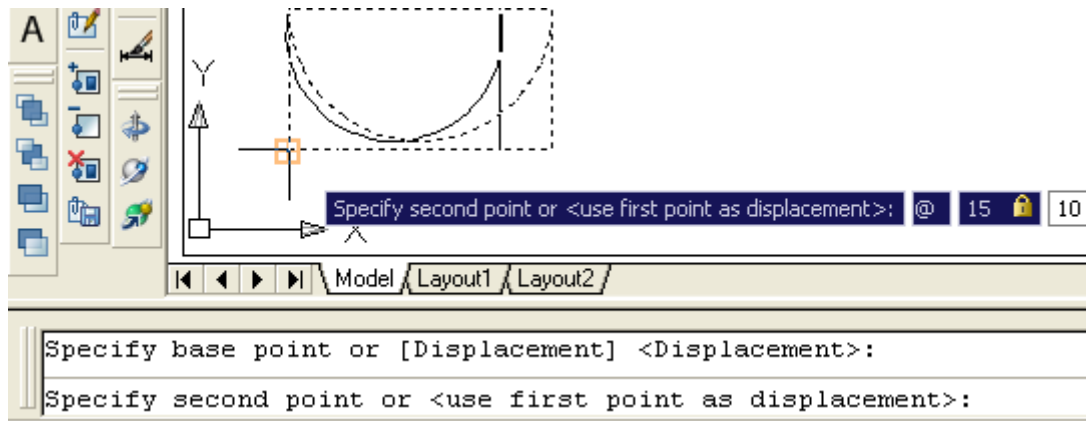 A
Y
Specify second point or <use first point as displacement>: @ 15 10
X
Model Layout1 Layout2
Specify base point or [Displacement] <Displacement>:
Specify second point or <use first point as displacement>: